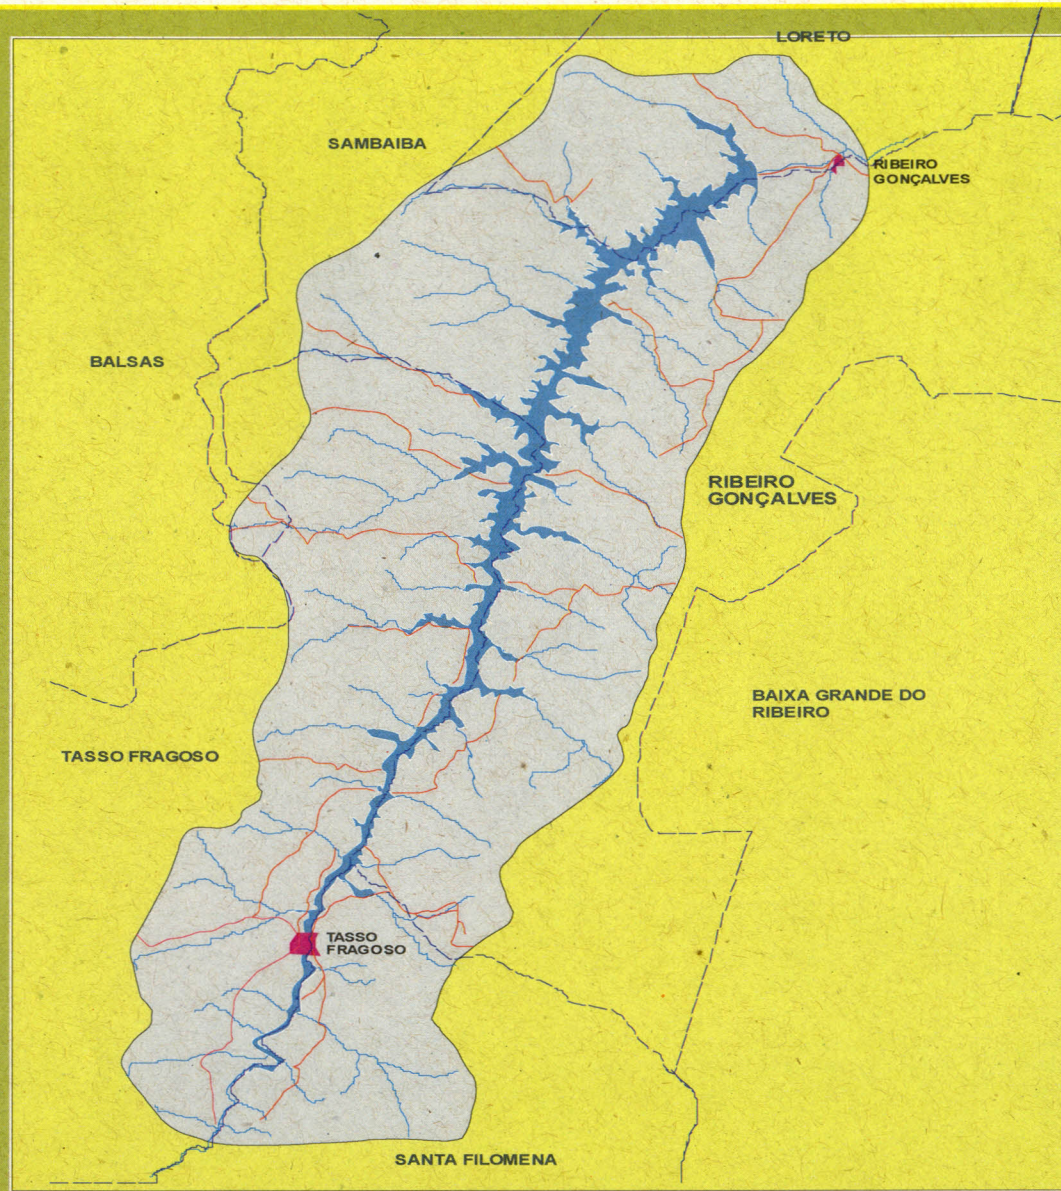 LORETO
SAMBAIBA
RIBEIRO
GONÇALVES
BALSAS
RIBEIRO
GONÇALVES
BAIXA GRANDE DO
RIBEIRO
TASSO FRAGOSO
TASSO
FRAGOSO
SANTA FILOMENA